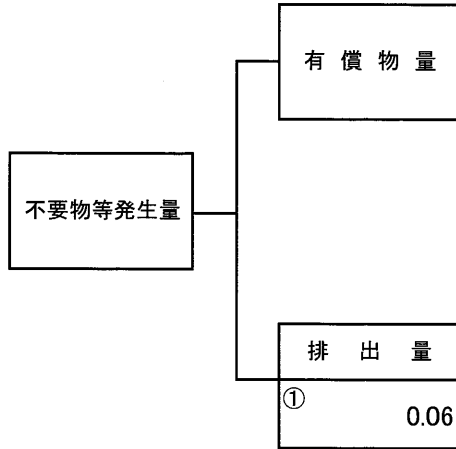 有償物量
不要物等発生量
排出量
①
0.06